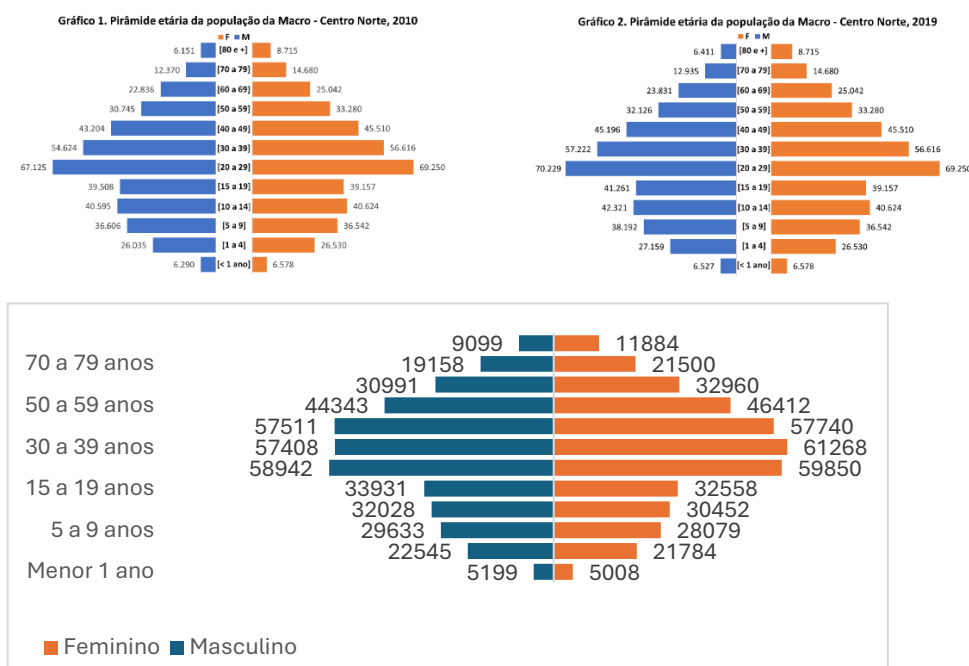 Gráfico 1. Pirâmide etária da população da Macro - Centro Norte, 2010
F M
6.151 [80 e +] 8.715
12.370 [70 a 79] 14.680
22.836 [60 a 69] 25.042
30.745 [50 a 59] 33.280
43.204 [40 a 49] 45.510
54.624 [30 a 39] 56.616
67.125 [20 a 29] 69.250
39.508 [15 a 19] 39.157
40.595 [10 a 14] 40.624
36.606 [5 a 9] 36.542
26.035 [1 a 4] 26.530
6.290 [< 1 ano] 6.578
Gráfico 2. Pirâmide etária da população da Macro - Centro Norte, 2019
F M
6.411 [80 e +] 8.715
12.935 [70 a 79] 14.680
23.831 [60 a 69] 25.042
32.126 [50 a 59] 33.280
45.196 [40 a 49] 45.510
57.222 [30 a 39] 56.616
70.229 [20 a 29] 69.250
41.261 [15 a 19] 39.157
42.321 [10 a 14] 40.624
38.192 [5 a 9] 36.542
27.159 [1 a 4] 26.530
6.527 [< 1 ano] 6.578
9099 11884
70 a 79 anos 19158 21500
30991 32960
50 a 59 anos 44343 46412
57511 57740
30 a 39 anos 57408 61268
58942 59850
15 a 19 anos 33931 32558
32028 30452
5 a 9 anos 29633 28079
22545 21784
Menor 1 ano 5199 5008
Feminino Masculino